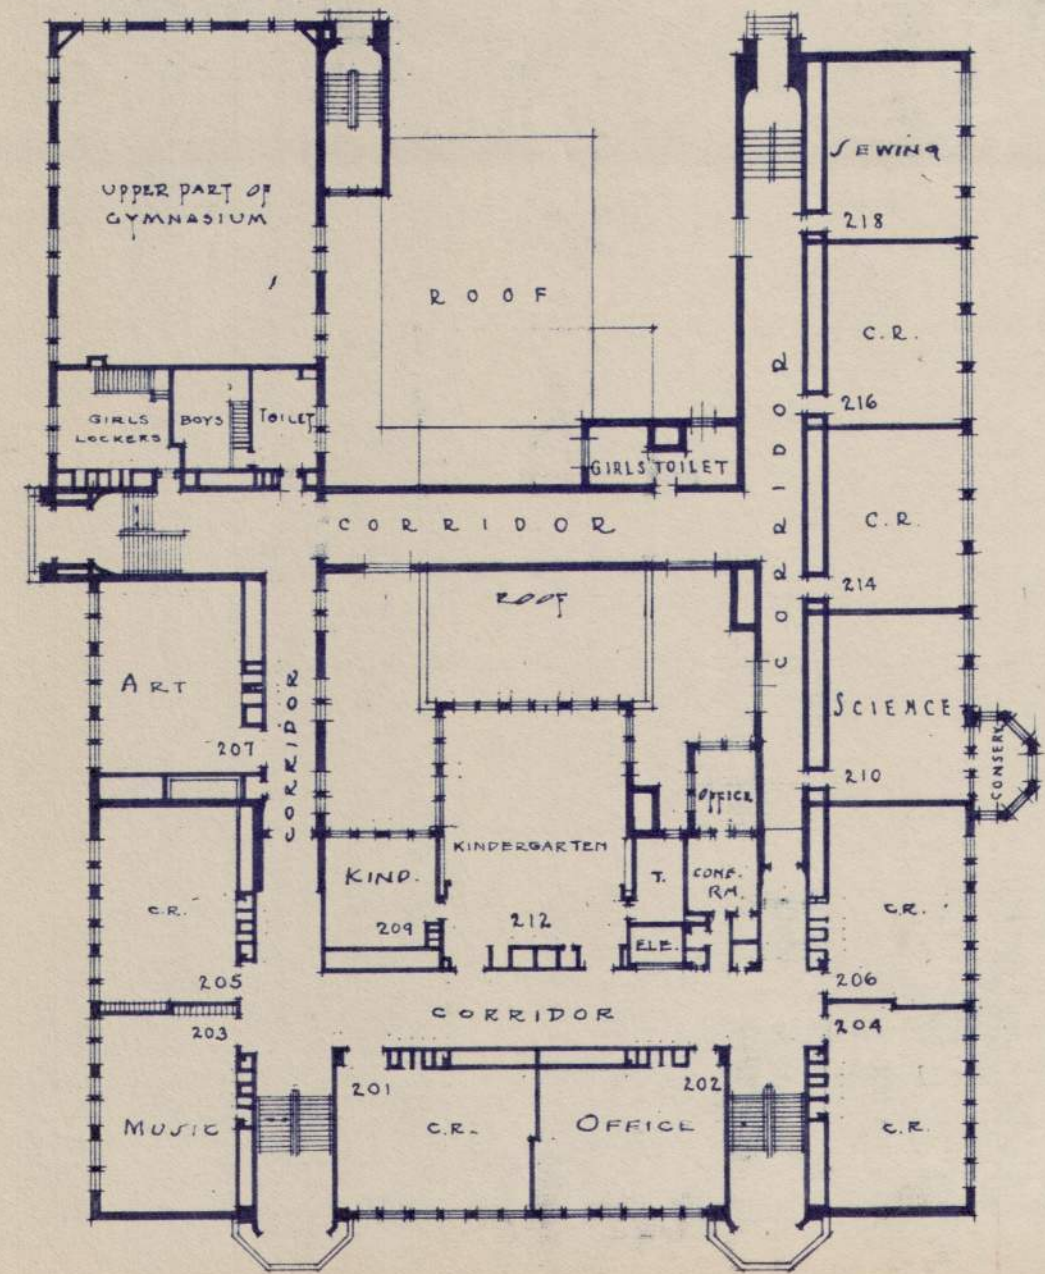 UPPER PART OF
GYMNASIUM
ROOF
SEWING
218
C.R.
216
GIRLS
LOCKERS
BOYS
TOILET
GIRLS TOILET
CORRIDOR
CORRIDOR
C.R.
214
ROOF
ART
207
CORRIDOR
SCIENCE
210
CONSERV
OFFICE
KINDERGARTEN
KIND.
209
212
T.
CONF.
RM.
ELE.
C.R.
205
C.R.
206
CORRIDOR
203
204
201
202
MUSIC
C.R.
OFFICE
C.R.